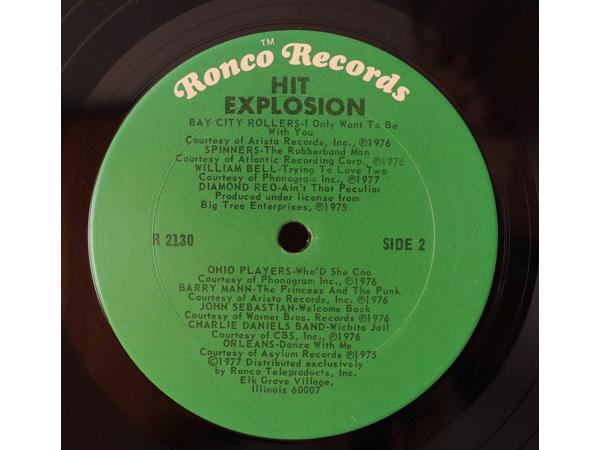 Ronco™ Records
HIT
EXPLOSION
BAY CITY ROLLERS-I Only Want To Be
With You
Courtesy of Arista Records, Inc., ℗1976
SPINNERS-The Rubberband Man
Courtesy of Atlantic Recording Corp., ℗1976
WILLIAM BELL-Trying To Love Two
Courtesy of Phonogram Inc., ℗1977
DIAMOND REO-Ain't That Peculiar
Produced under license from
Big Tree Enterprises, ℗1975
R 2130
SIDE 2
OHIO PLAYERS-Who'D She Coo
Courtesy of Phonogram Inc., ℗1976
BARRY MANN-The Princess And The Punk
Courtesy of Arista Records, Inc., ℗1976
JOHN SEBASTIAN-Welcome Back
Courtesy of Warner Bros. Records ℗1976
CHARLIE DANIELS BAND-Wichita Jail
Courtesy of CBS, Inc., ℗1976
ORLEANS-Dance With Me
Courtesy of Asylum Records ℗1975
©1977 Distributed exclusively
by Ronco Teleproducts, Inc.
Elk Grove Village,
Illinois 60007